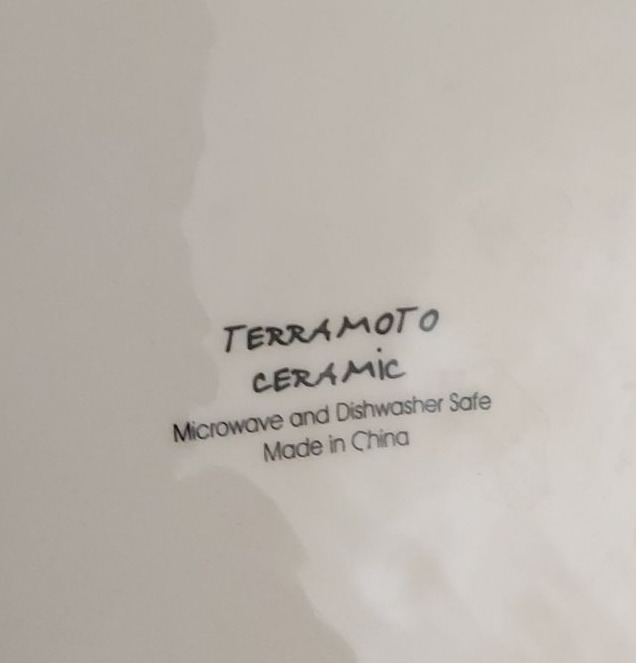 TERRAMOTO
CERAMiC
Microwave and Dishwasher Safe
Made in China